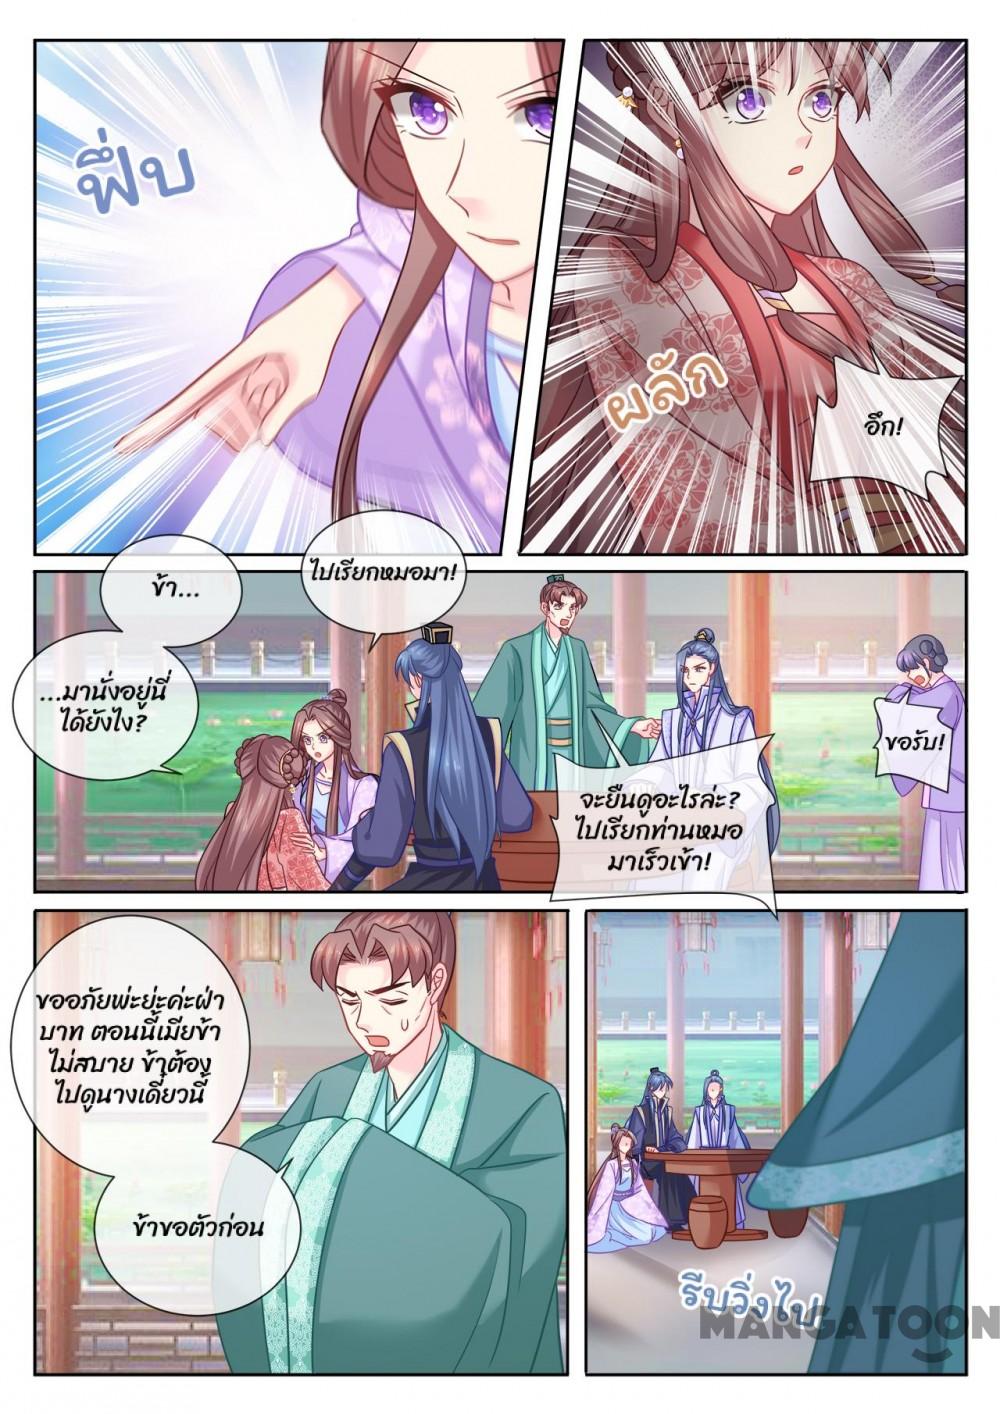 ฟึ่บ
ผลัก
อึก!
ไปเรียกหมอมา!
ข้า...
...มานั่งอยู่นี่
ได้ยังไง?
จะยืนดูอะไรล่ะ?
ไปเรียกท่านหมอ
มาเร็วเข้า!
ขอรับ!
ขออภัยพ่ะย่ะค่ะฝ่า
บาท ตอนนี้เมียข้า
ไม่สบาย ข้าต้อง
ไปดูนางเดี๋ยวนี้
ข้าขอตัวก่อน
รีบวิ่งไป
MANGATOON